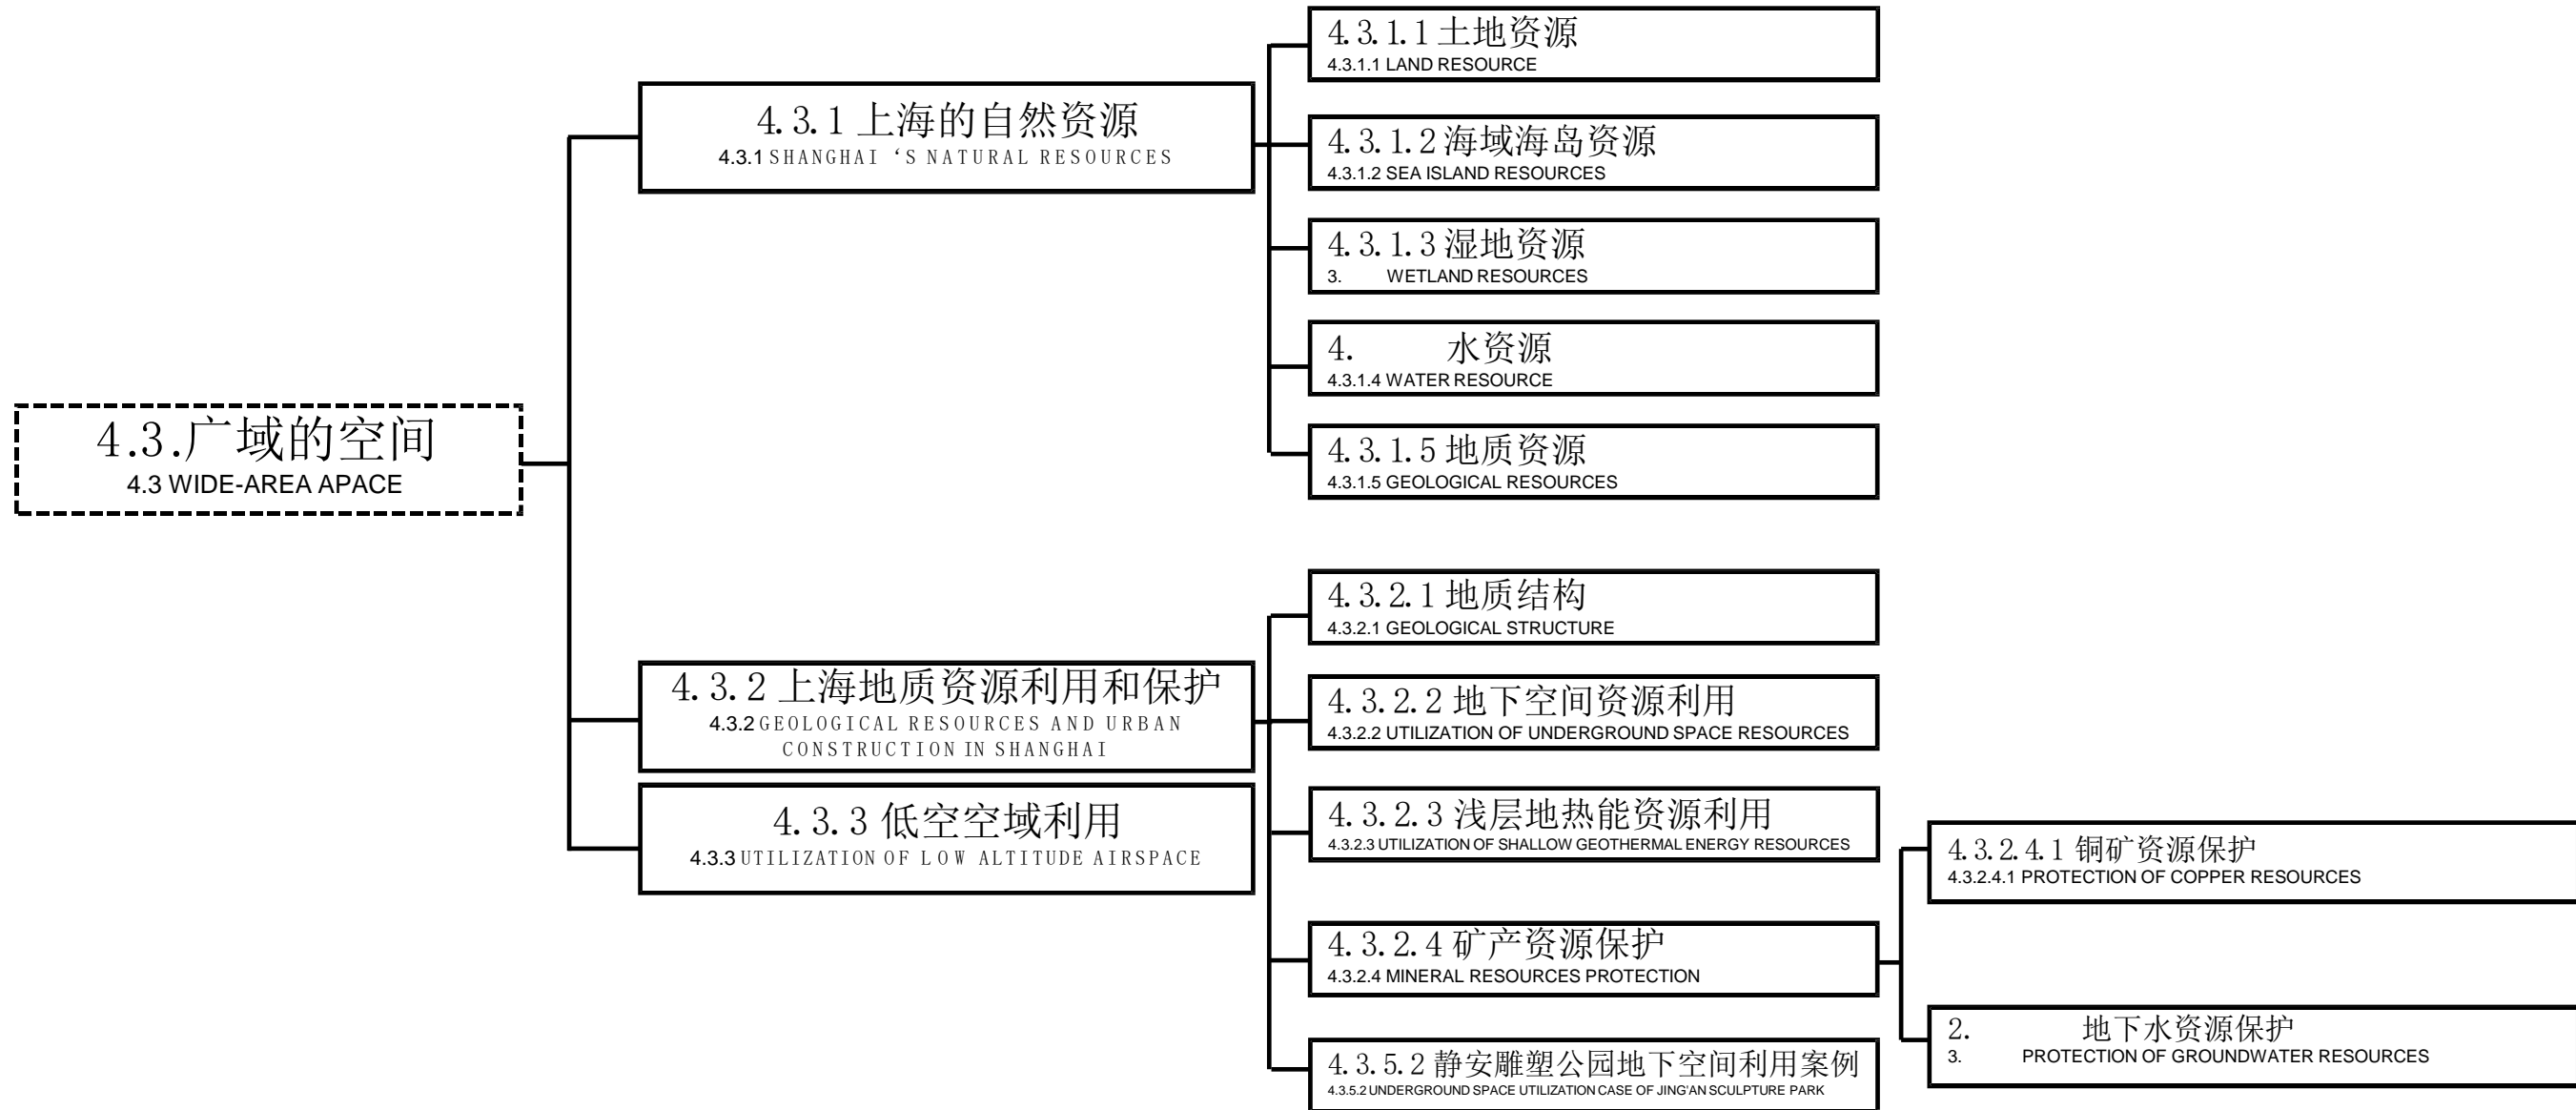 4.3.广域的空间
4.3 WIDE-AREA APACE
4.3.1 上海的自然资源
4.3.1 SHANGHAI ‘S NATURAL RESOURCES
4.3.1.1 土地资源
4.3.1.1 LAND RESOURCE
4.3.1.2 海域海岛资源
4.3.1.2 SEA ISLAND RESOURCES
4.3.1.3 湿地资源
3. WETLAND RESOURCES
4. 水资源
4.3.1.4 WATER RESOURCE
4.3.1.5 地质资源
4.3.1.5 GEOLOGICAL RESOURCES
4.3.2 上海地质资源利用和保护
4.3.2 GEOLOGICAL RESOURCES AND URBAN
CONSTRUCTION IN SHANGHAI
4.3.2.1 地质结构
4.3.2.1 GEOLOGICAL STRUCTURE
4.3.2.2 地下空间资源利用
4.3.2.2 UTILIZATION OF UNDERGROUND SPACE RESOURCES
4.3.2.3 浅层地热能资源利用
4.3.2.3 UTILIZATION OF SHALLOW GEOTHERMAL ENERGY RESOURCES
4.3.2.4 矿产资源保护
4.3.2.4 MINERAL RESOURCES PROTECTION
4.3.2.4.1 铜矿资源保护
4.3.2.4.1 PROTECTION OF COPPER RESOURCES
2. 地下水资源保护
3. PROTECTION OF GROUNDWATER RESOURCES
4.3.5.2 静安雕塑公园地下空间利用案例
4.3.5.2 UNDERGROUND SPACE UTILIZATION CASE OF JING'AN SCULPTURE PARK
4.3.3 低空空域利用
4.3.3 UTILIZATION OF LOW ALTITUDE AIRSPACE